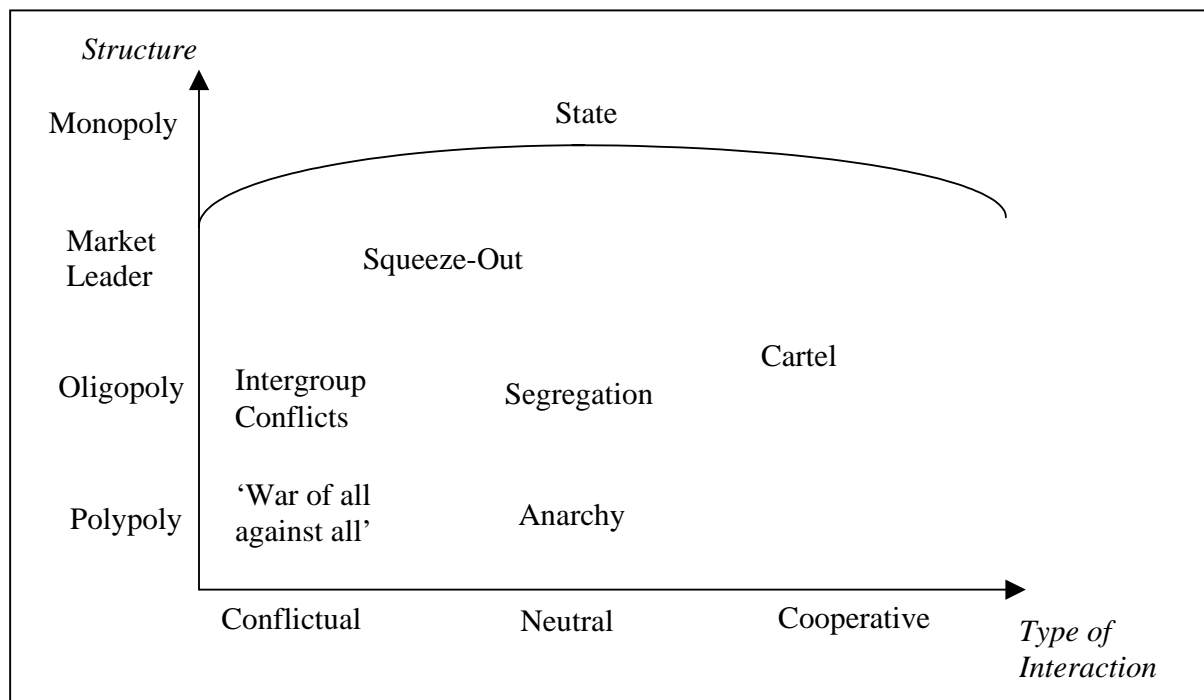 Structure
Monopoly
State
Market
Leader
Squeeze-Out
Cartel
Oligopoly
Intergroup
Conflicts
Segregation
Polypoly
‘War of all
against all’
Anarchy
Conflictual
Neutral
Cooperative
Type of
Interaction